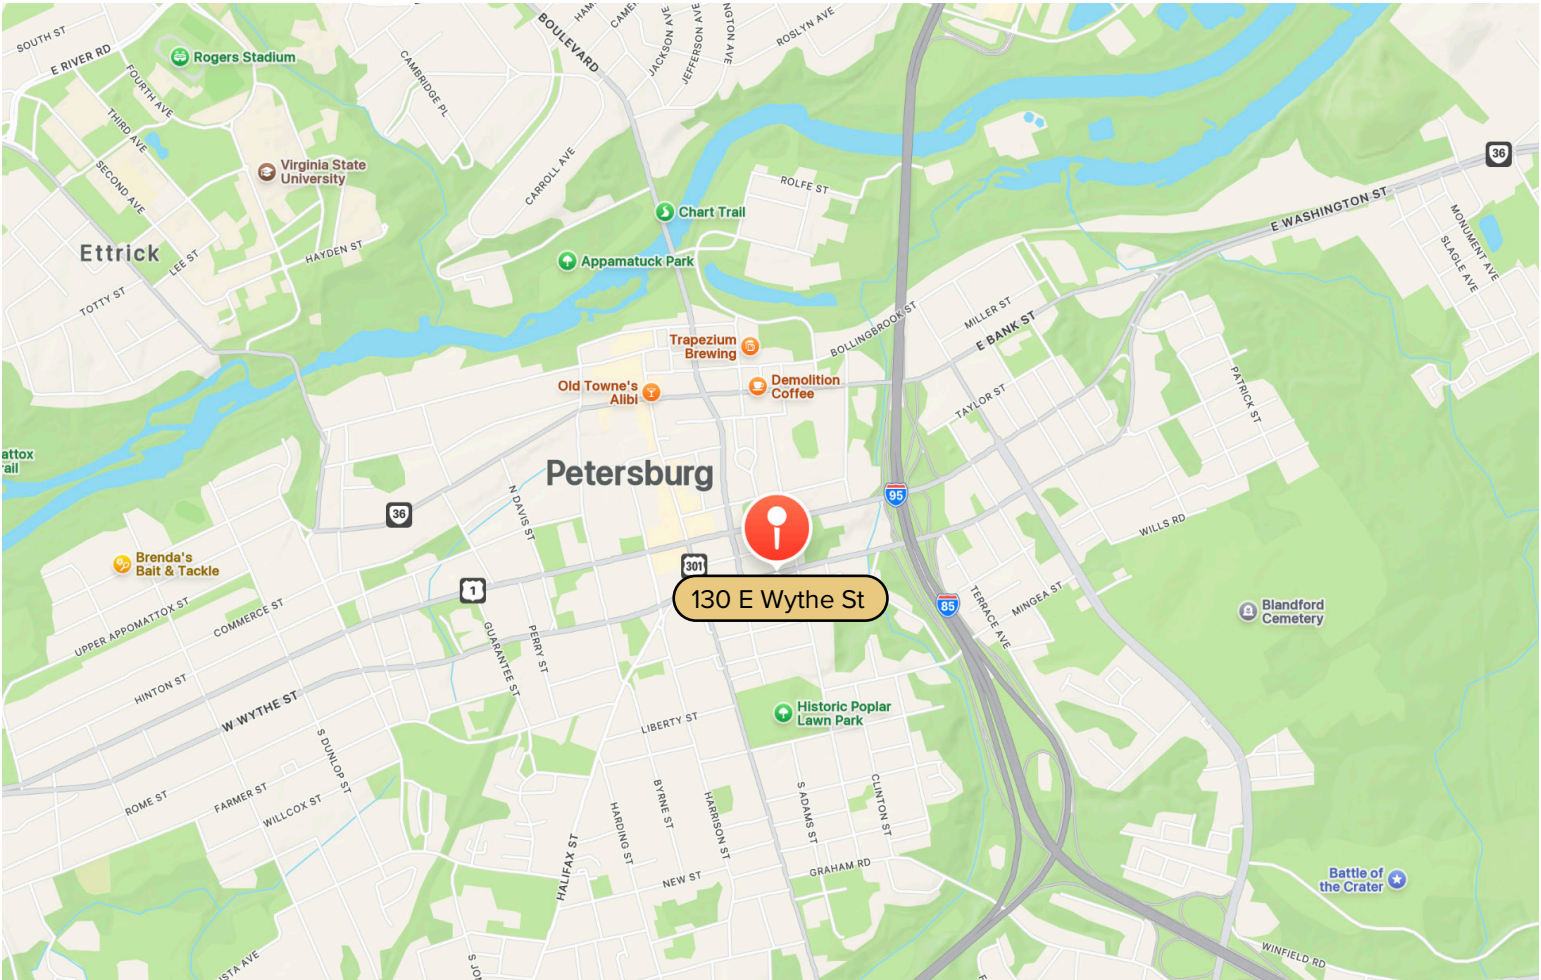 SOUTH ST
E RIVER RD
Rogers Stadium
FOURTH AVE
THIRD AVE
SECOND AVE
Virginia State
University
Ettrick
LEE ST
HAYDEN ST
TOTTY ST
CAMBRIDGE PL
BOULEVARD
CARROLL AVE
JACKSON AVE
JEFFERSON AVE
NGTON AVE
ROSLYN AVE
ROLFE ST
Chart Trail
Appamatuck Park
36
E WASHINGTON ST
MONUMENT AVE
SLAGLE AVE
MILLER ST
E BANK ST
BOLLINGBROOK ST
Trapezium
Brewing
Old Towne's
Alibi
Demolition
Coffee
TAYLOR ST
PATRICK ST
attox
ail
Petersburg
N DAVIS ST
36
95
WILLS RD
Brenda's
Bait & Tackle
1
301
130 E Wythe St
85
TERRACE AVE
MINGEA ST
Blandford
Cemetery
UPPER APPOMATTOX ST
COMMERCE ST
GUARANTEE ST
PERRY ST
HINTON ST
W WYTHE ST
Historic Poplar
Lawn Park
LIBERTY ST
S DUNLOP ST
ROME ST
FARMER ST
WILLCOX ST
HARDING ST
BYRNE ST
HARRISON ST
S ADAMS ST
CLINTON ST
HALIFAX ST
NEW ST
GRAHAM RD
Battle of
the Crater
WINFIELD RD
STA AVE
S JO